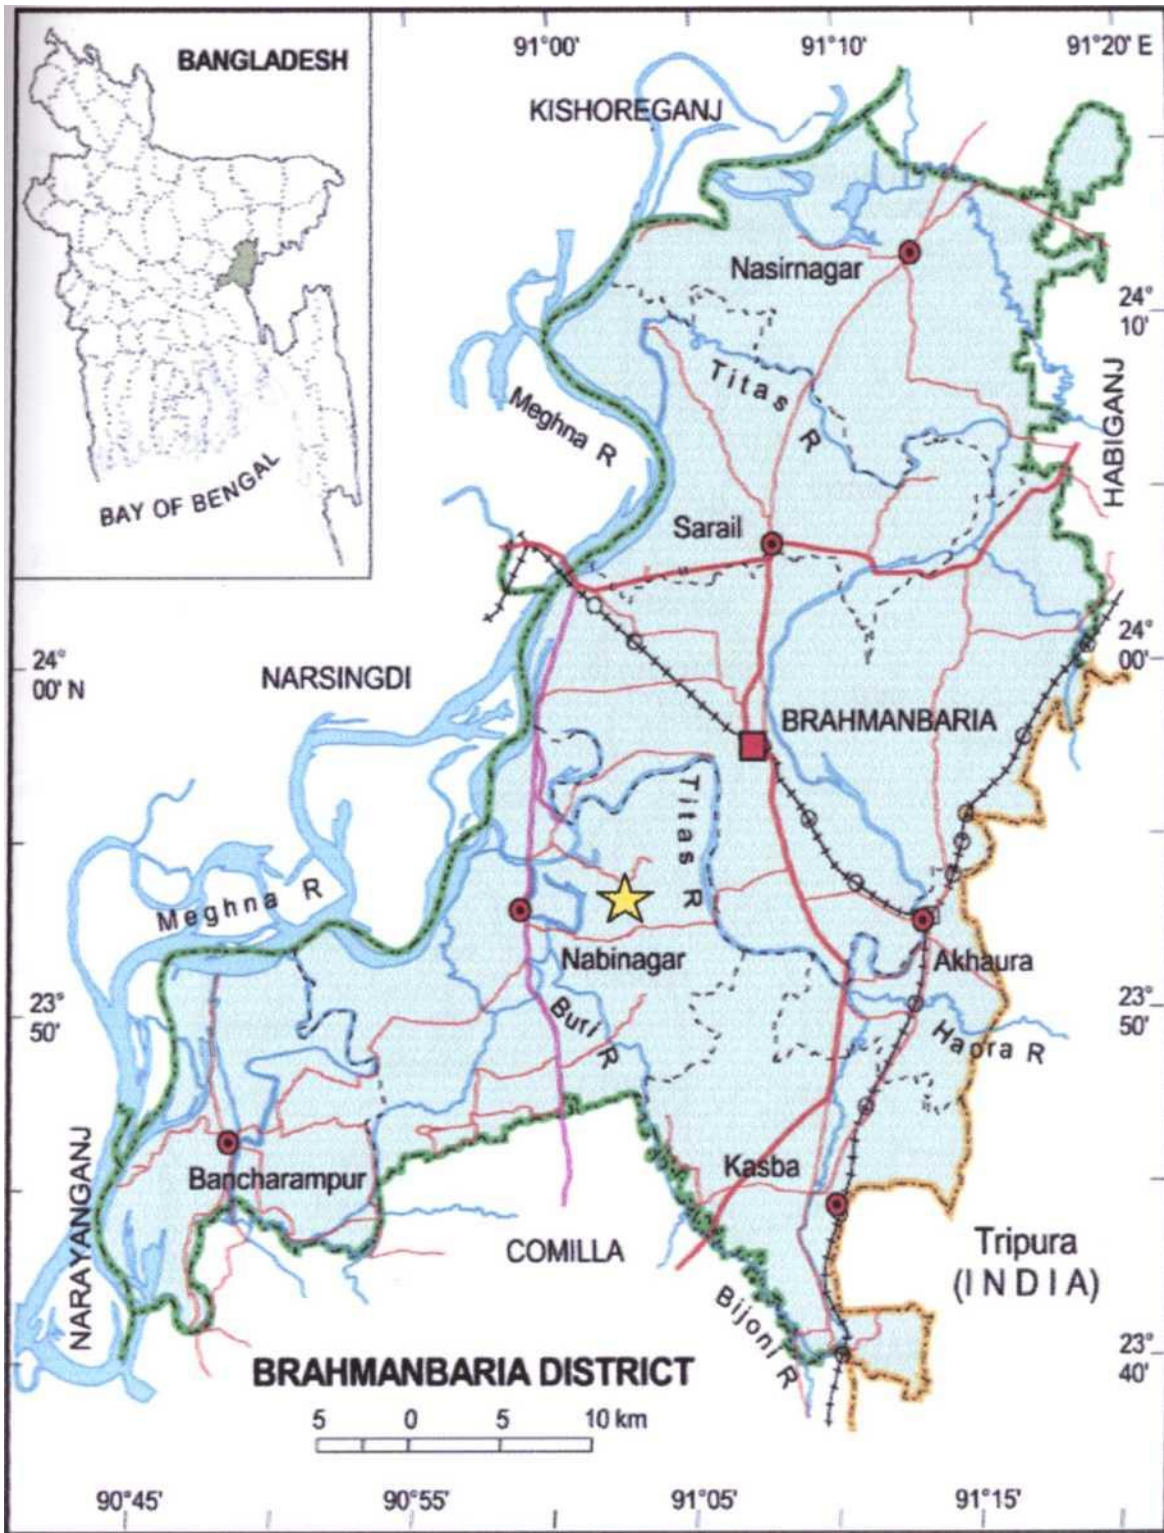 91°00'
91°10'
91°20' E
BANGLADESH
KISHOREGANJ
Nasirnagar
24°
10'
Titas R
Meghna R
HABIGANJ
BAY OF BENGAL
Sarail
24°
00' N
24°
00'
NARSINGDI
BRAHMANBARIA
Titas R
Meghna R
Nabinagar
Akhaura
23°
50'
23°
50'
Buri R
Haora R
NARAYANGANJ
Bancharampur
Kasba
COMILLA
Tripura
(INDIA)
Bijoni R
BRAHMANBARIA DISTRICT
23°
40'
5 0 5 10 km
90°45'
90°55'
91°05'
91°15'